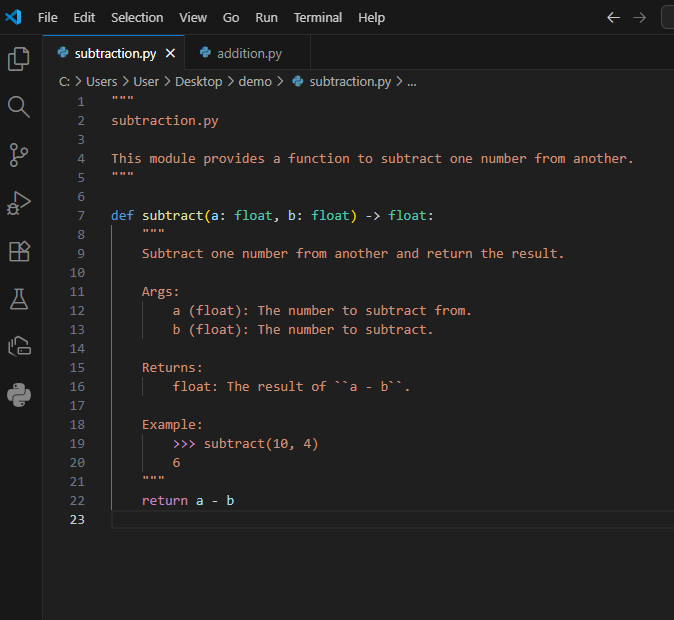 File Edit Selection View Go Run Terminal Help
subtraction.py addition.py
C: > Users > User > Desktop > demo > subtraction.py > ...
1 """
2 subtraction.py
3
4 This module provides a function to subtract one number from another.
5 """
6
7 def subtract(a: float, b: float) -> float:
8     """
9     Subtract one number from another and return the result.
10
11     Args:
12         a (float): The number to subtract from.
13         b (float): The number to subtract.
14
15     Returns:
16         float: The result of ``a - b``.
17
18     Example:
19         >>> subtract(10, 4)
20         6
21     """
22     return a - b
23